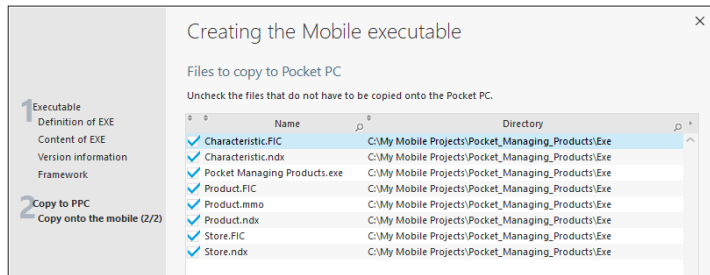 Creating the Mobile executable
Files to copy to Pocket PC
Uncheck the files that do not have to be copied onto the Pocket PC.
1 Executable
Definition of EXE
Content of EXE
Version information
Framework
2 Copy to PPC
Copy onto the mobile (2/2)
Name Directory
Characteristic.FIC C:\My Mobile Projects\Pocket_Managing_Products\Exe
Characteristic.ndx C:\My Mobile Projects\Pocket_Managing_Products\Exe
Pocket Managing Products.exe C:\My Mobile Projects\Pocket_Managing_Products\Exe
Product.FIC C:\My Mobile Projects\Pocket_Managing_Products\Exe
Product.mmo C:\My Mobile Projects\Pocket_Managing_Products\Exe
Product.ndx C:\My Mobile Projects\Pocket_Managing_Products\Exe
Store.FIC C:\My Mobile Projects\Pocket_Managing_Products\Exe
Store.ndx C:\My Mobile Projects\Pocket_Managing_Products\Exe